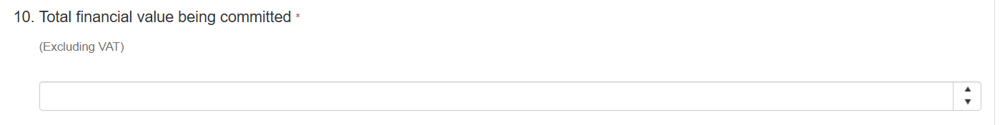 10. Total financial value being committed *
(Excluding VAT)